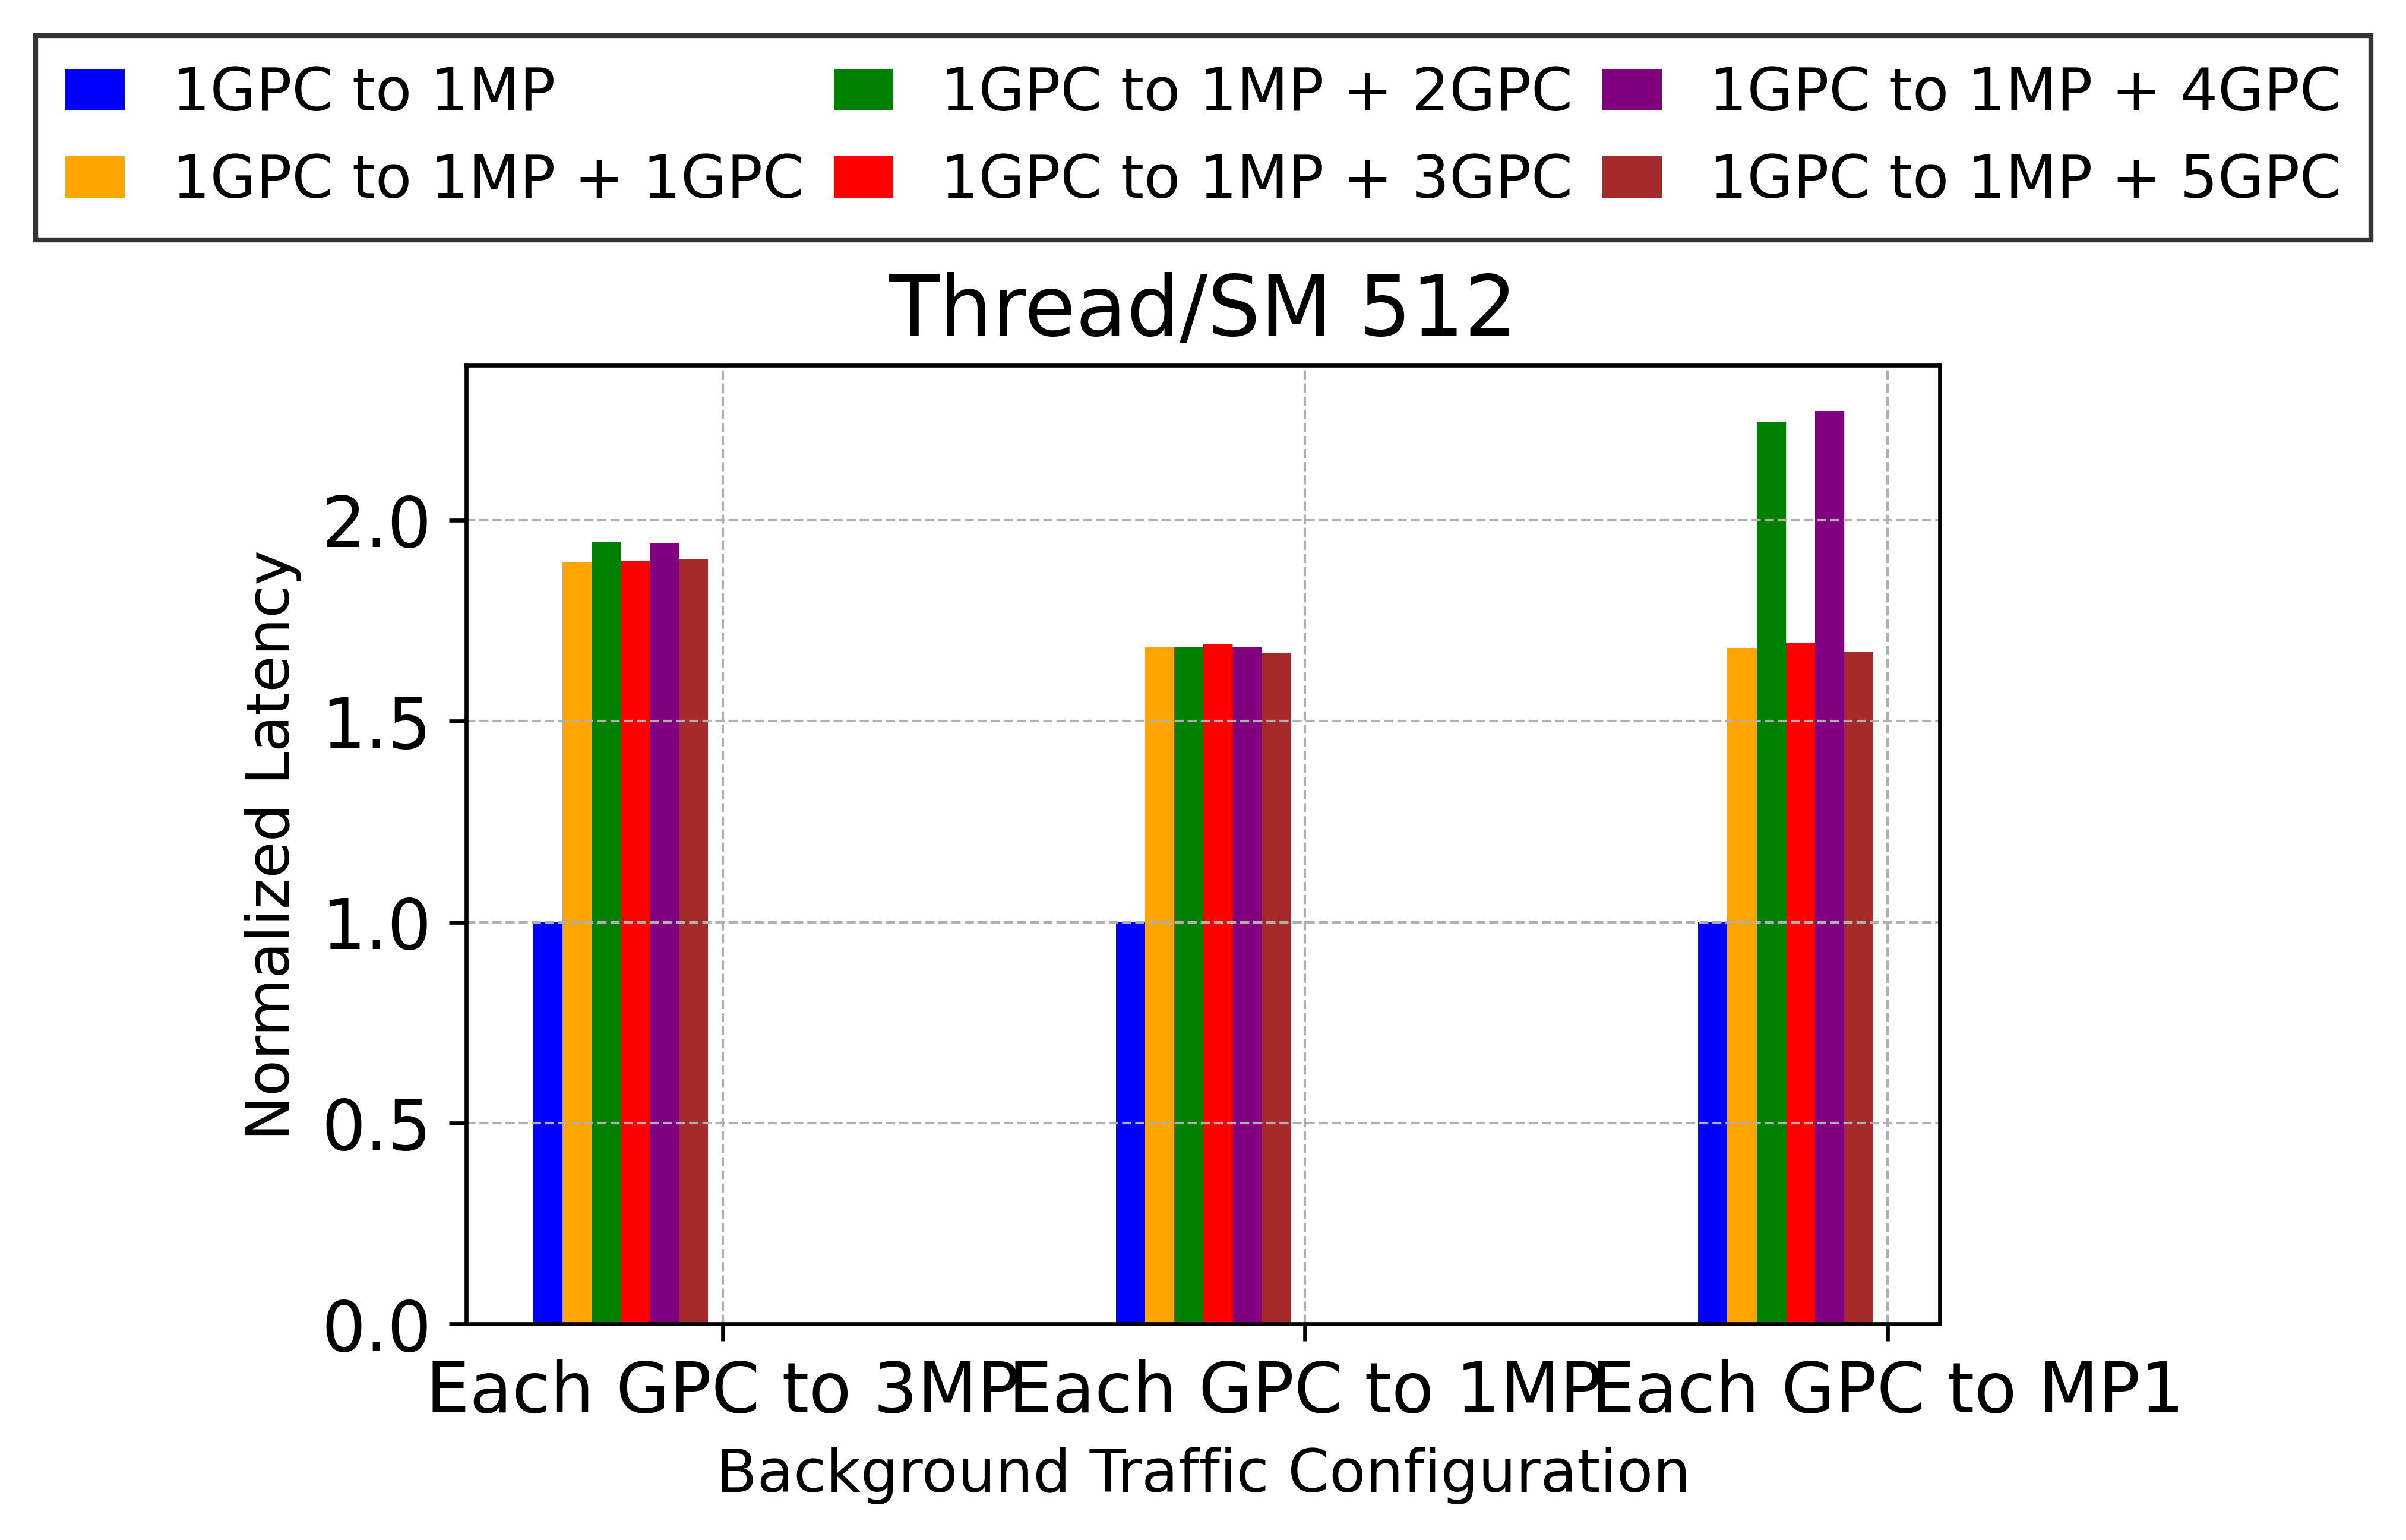 1GPC to 1MP
1GPC to 1MP + 1GPC
1GPC to 1MP + 2GPC
1GPC to 1MP + 3GPC
1GPC to 1MP + 4GPC
1GPC to 1MP + 5GPC
Thread/SM 512
Normalized Latency
2.0
1.5
1.0
0.5
0.0
Each GPC to 3MP
Each GPC to 1MP
Each GPC to MP1
Background Traffic Configuration